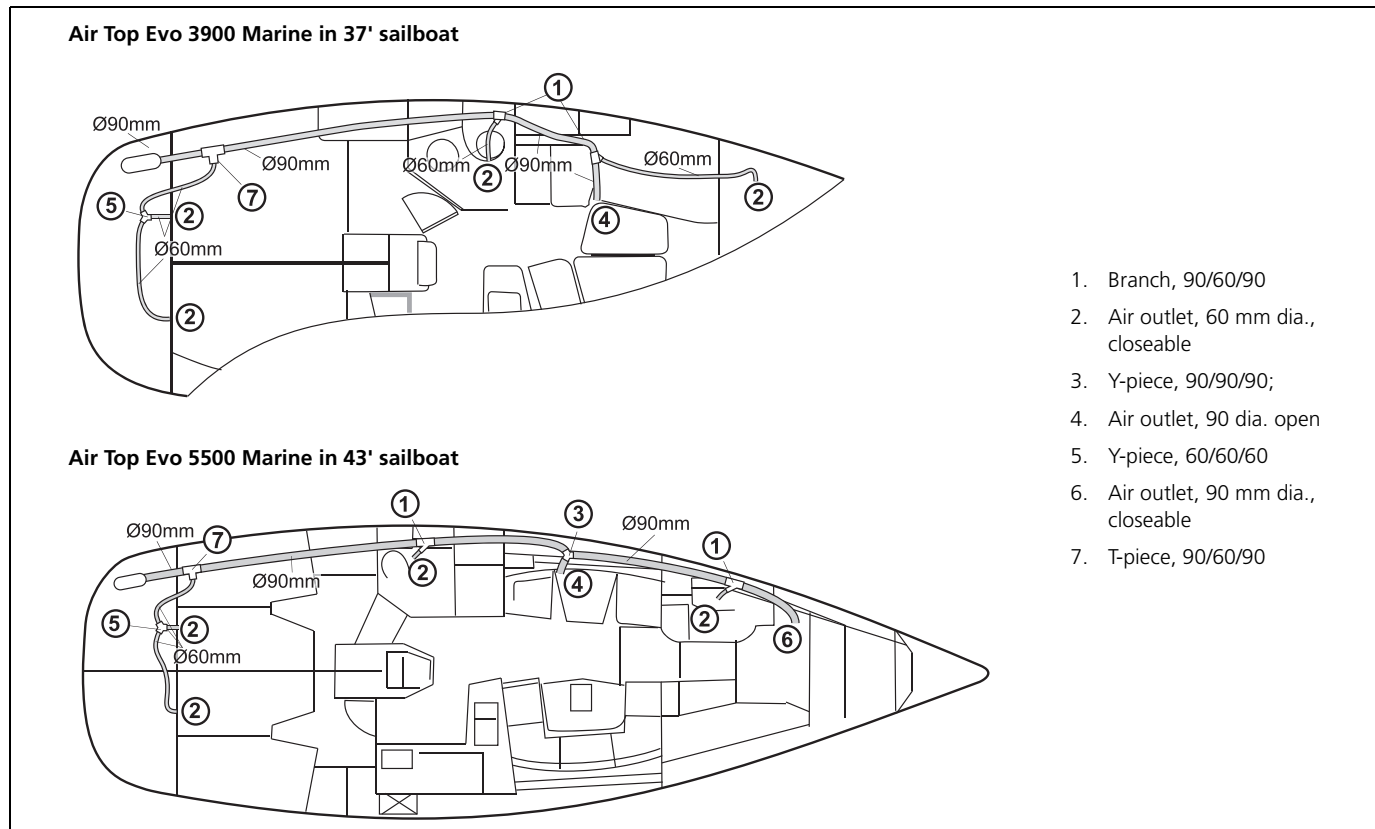 Air Top Evo 3900 Marine in 37' sailboat
1
Ø90mm
Ø90mm
Ø60mm
2
Ø90mm
Ø60mm
2
7
5
2
4
Ø60mm
2
Air Top Evo 5500 Marine in 43' sailboat
1
3
Ø90mm
7
Ø90mm
1
Ø90mm
2
4
2
5
2
6
Ø60mm
2
1. Branch, 90/60/90
2. Air outlet, 60 mm dia.,
closeable
3. Y-piece, 90/90/90;
4. Air outlet, 90 dia. open
5. Y-piece, 60/60/60
6. Air outlet, 90 mm dia.,
closeable
7. T-piece, 90/60/90